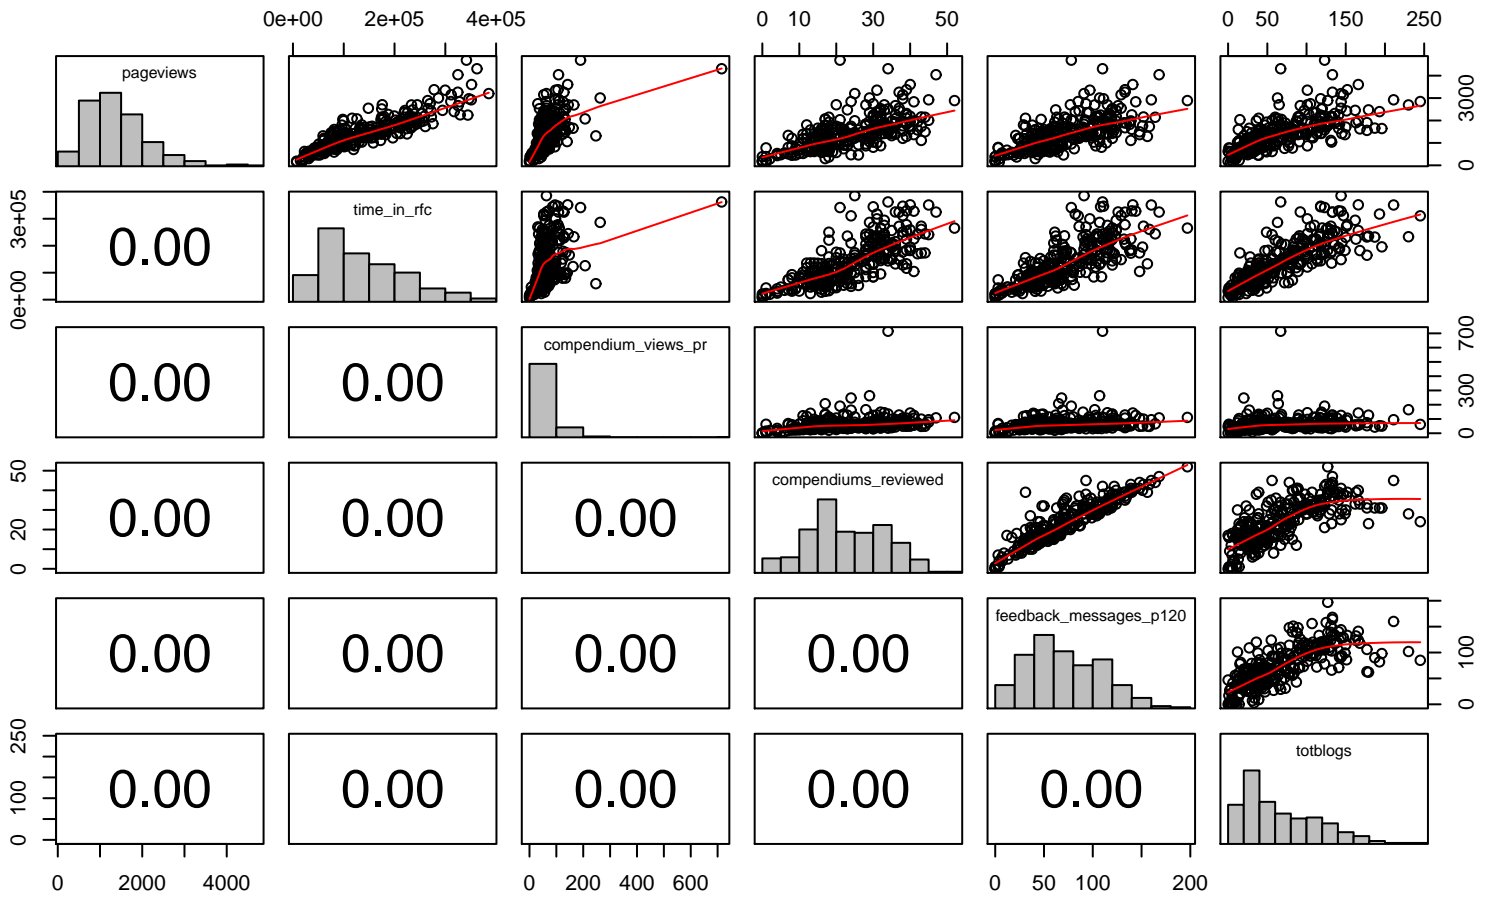 0e+00 2e+05 4e+05 0 10 30 50 0 50 150 250
pageviews
0 3000
0e+00 3e+05
0.00
time_in_rfc
0.00 0.00
compendium_views_pr
0 300 700
0 20 50
0.00 0.00 0.00
compendiums_reviewed
0.00 0.00 0.00 0.00
feedback_messages_p120
0 100
0 100 250
0.00 0.00 0.00 0.00 0.00
totblogs
0 2000 4000 0 200 400 600 0 50 100 200